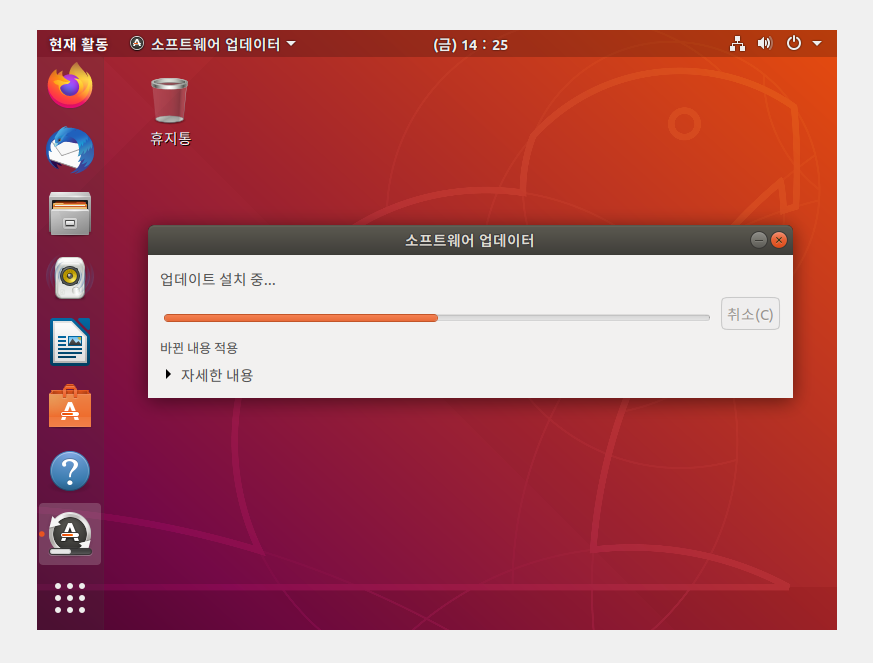 현재 활동 소프트웨어 업데이터 (금) 14 : 25
휴지통
소프트웨어 업데이터
업데이트 설치 중...
취소(C)
바뀐 내용 적용
자세한 내용